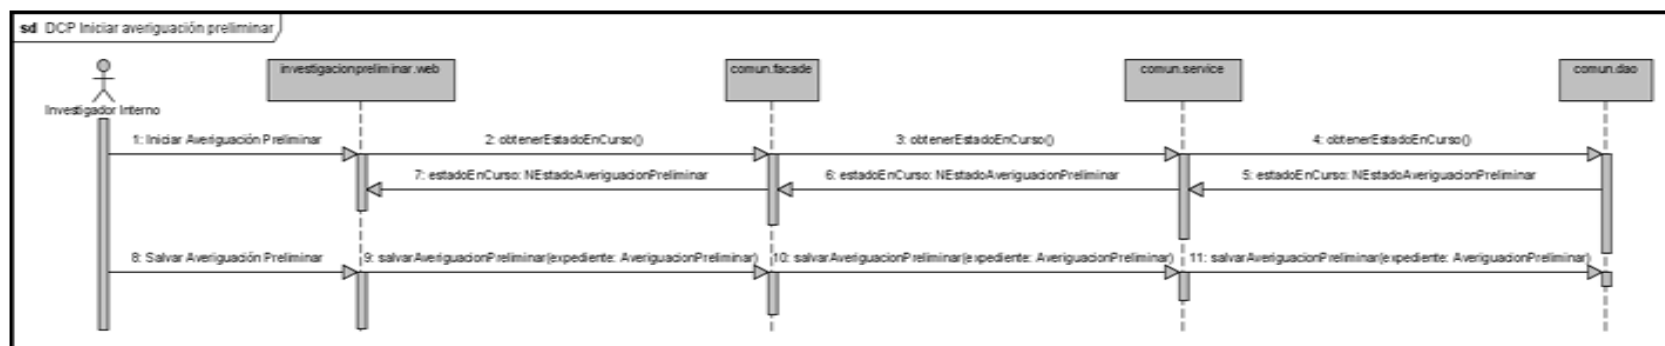 sd DCP Iniciar averiguación preliminar
investigacionpreliminar.web
comun.facade
comun.service
comun.dao
Investigador Interno
1: Iniciar Averiguación Preliminar
2: obtenerEstadoEnCurso()
3: obtenerEstadoEnCurso()
4: obtenerEstadoEnCurso()
7: estadoEnCurso: NEstadoAveriguacionPreliminar
6: estadoEnCurso: NEstadoAveriguacionPreliminar
5: estadoEnCurso: NEstadoAveriguacionPreliminar
8: Salvar Averiguación Preliminar
9: salvarAveriguacionPreliminar(expediente: AveriguacionPreliminar)
10: salvarAveriguacionPreliminar(expediente: AveriguacionPreliminar)
11: salvarAveriguacionPreliminar(expediente: AveriguacionPreliminar)